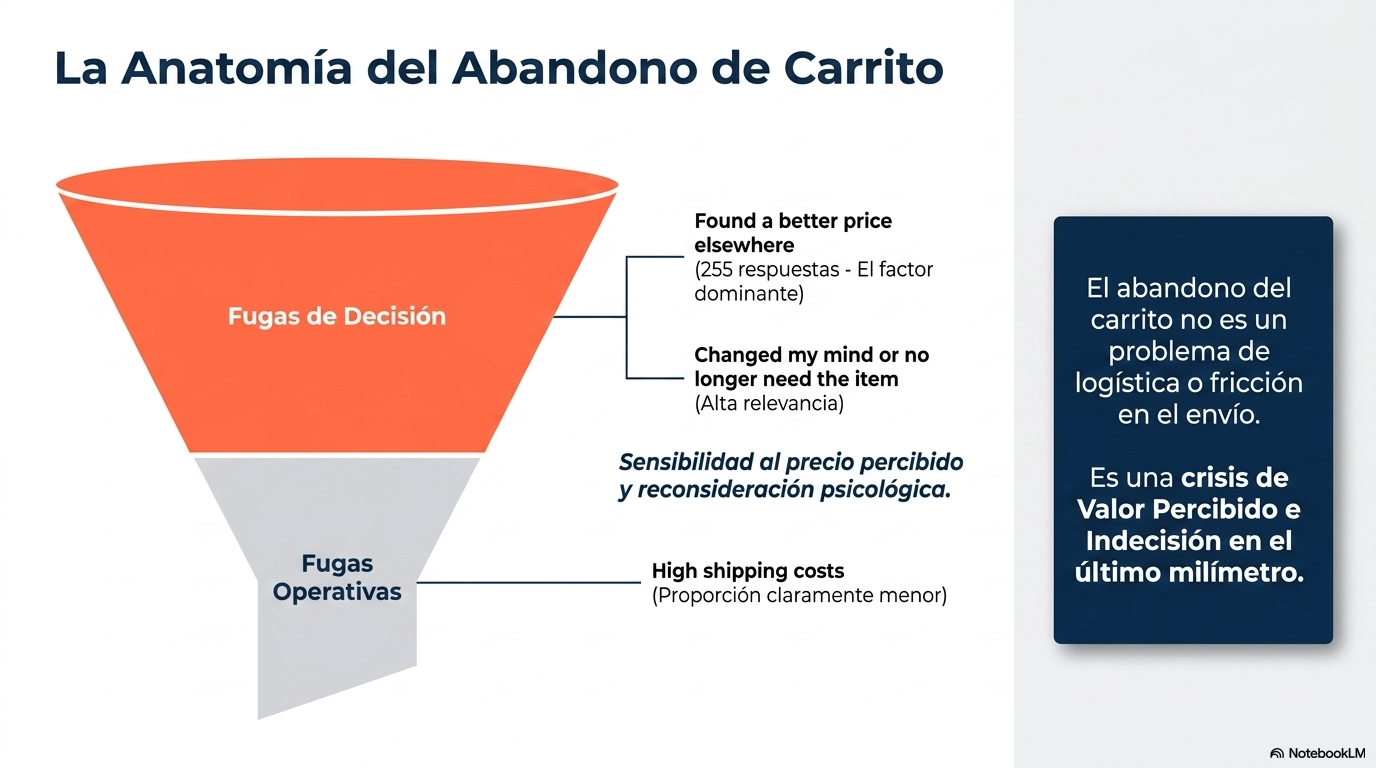 La Anatomía del Abandono de Carrito
Fugas de Decisión
Found a better price
elsewhere
(255 respuestas - El factor
dominante)
Changed my mind or no
longer need the item
(Alta relevancia)
Sensibilidad al precio percibido
y reconsideración psicológica.
Fugas
Operativas
High shipping costs
(Proporción claramente menor)
El abandono del
carrito no es un
problema de
logística o fricción
en el envío.
Es una crisis de
Valor Percibido e
Indecisión en el
último milímetro.
NotebookLM